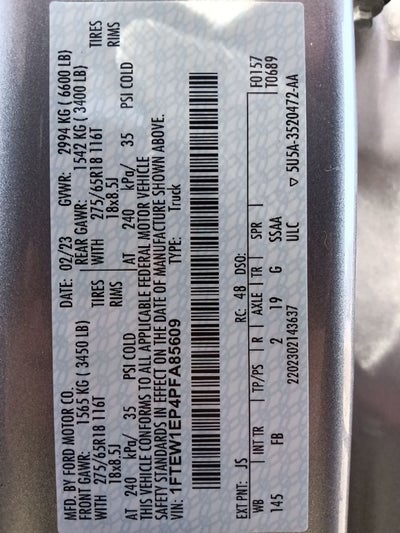 MFD. BY FORD MOTOR CO. DATE: 02/23 GVWR: 2994 KG ( 6600 LB)
FRONT GAWR: 1565 KG (3450 LB) REAR GAWR: 1542 KG ( 3400 LB)
WITH 275/65R18 116T TIRES WITH 275/65R18 116T TIRES
18x8.5J RIMS 18x8.5J RIMS
AT 240 kPa/ 35 PSI COLD AT 240 kPa/ 35 PSI COLD
THIS VEHICLE CONFORMS TO ALL APPLICABLE FEDERAL MOTOR VEHICLE
SAFETY STANDARDS IN EFFECT ON THE DATE OF MANUFACTURE SHOWN ABOVE.
VIN: 1FTEW1EP4PFA85609 TYPE: Truck
F0157
T0689
EXT PNT: JS RC: 48 DSO:
WB INT TR TP/PS R AXLE TR SPR
145 FB 2 19 G SSAA
2202302143637 ULC ▽ 5U5A-3520472-AA